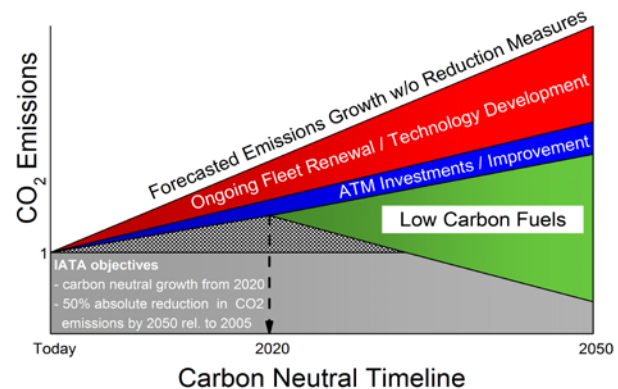 Forecasted Emissions Growth w/o Reduction Measures
Ongoing Fleet Renewal / Technology Development
ATM Investments / Improvement
Low Carbon Fuels
CO2 Emissions
1
IATA objectives
- carbon neutral growth from 2020
- 50% absolute reduction in CO2
emissions by 2050 rel. to 2005
Today 2020 2050
Carbon Neutral Timeline